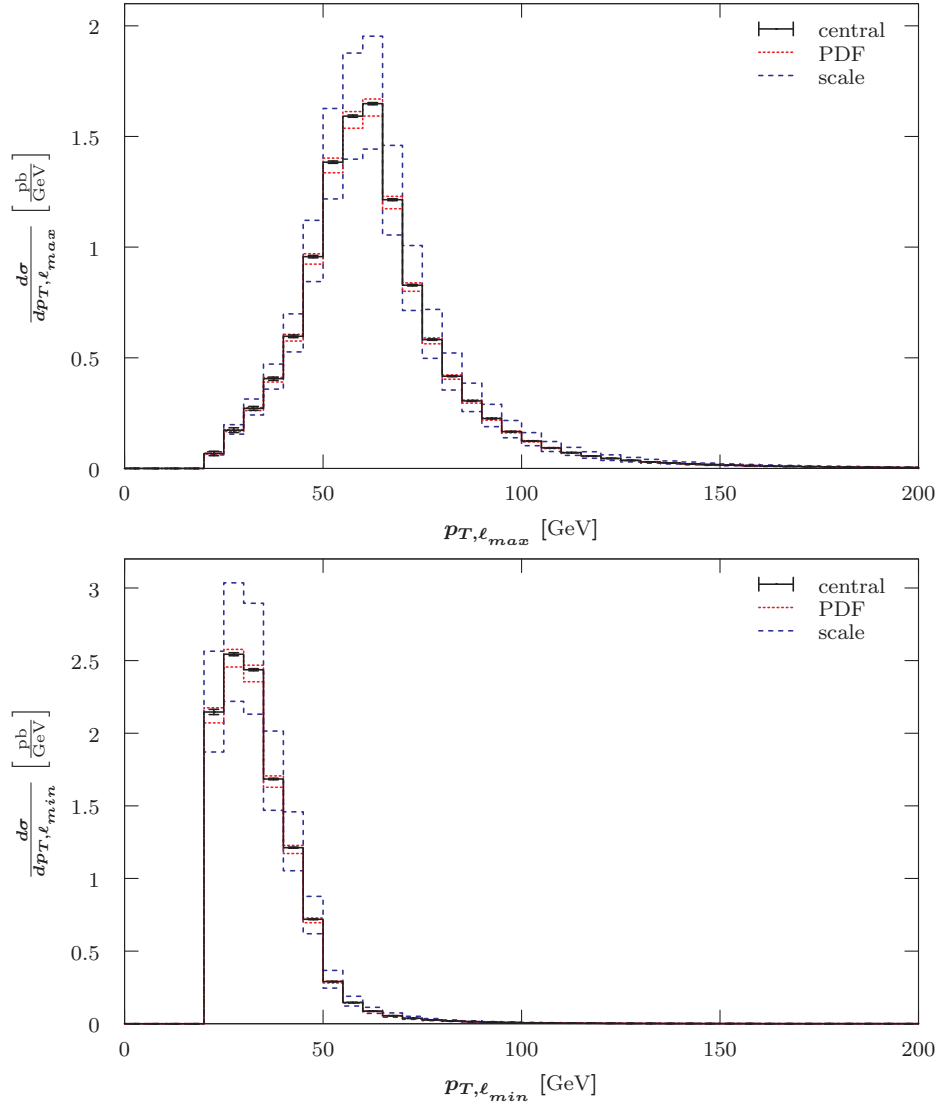 2
1.5
1
0.5
0
dσ
dp_{T,ℓ_{max}}
[pb/GeV]
central
PDF
scale
0 50 100 150 200
p_{T,ℓ_{max}} [GeV]
3
2.5
2
1.5
1
0.5
0
dσ
dp_{T,ℓ_{min}}
[pb/GeV]
central
PDF
scale
0 50 100 150 200
p_{T,ℓ_{min}} [GeV]